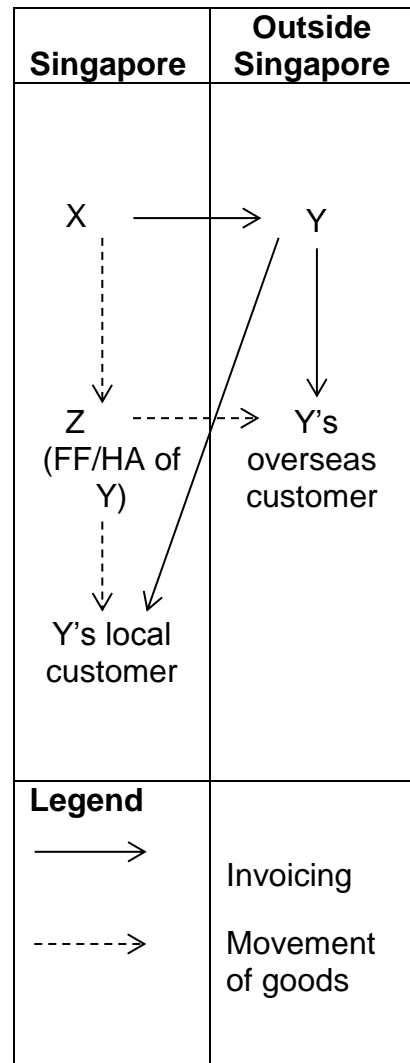 Singapore
Outside
Singapore
X
Y
Z
(FF/HA of
Y)
Y's
overseas
customer
Y's local
customer
Legend
Invoicing
Movement
of goods